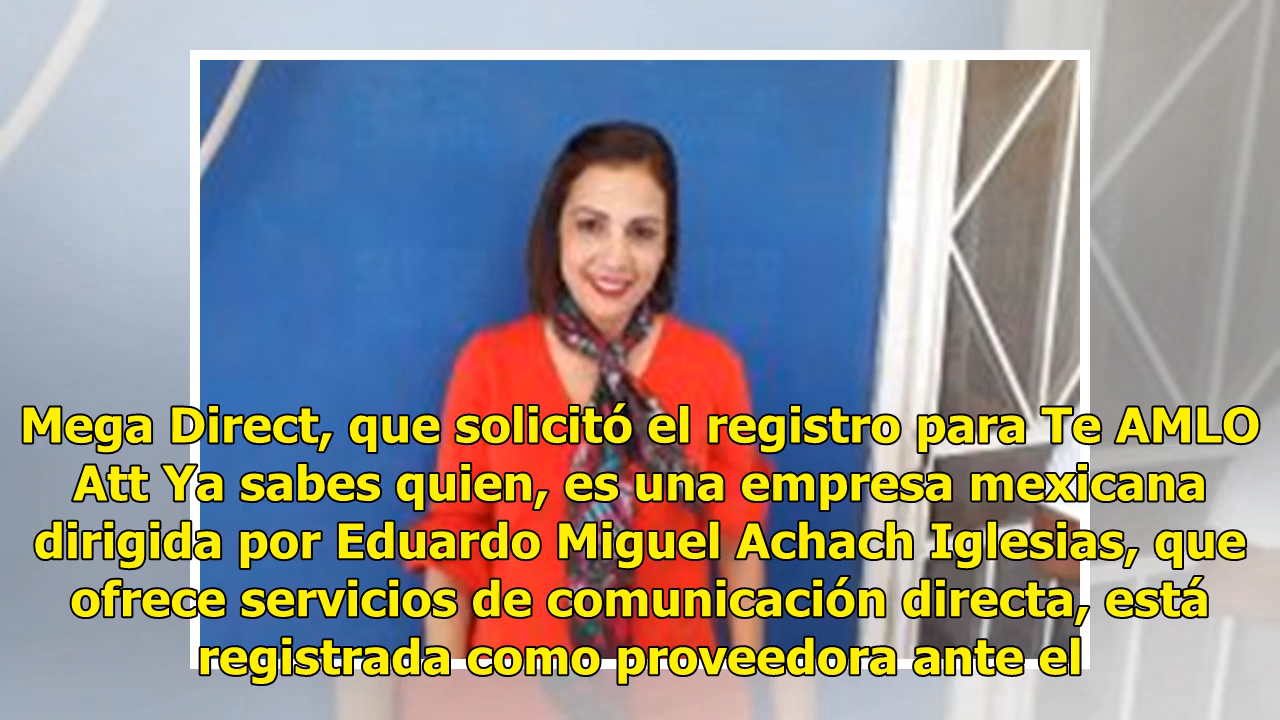 Mega Direct, que solicitó el registro para Te AMLO
Att Ya sabes quien, es una empresa mexicana
dirigida por Eduardo Miguel Achach Iglesias, que
ofrece servicios de comunicación directa, está
registrada como proveedora ante el